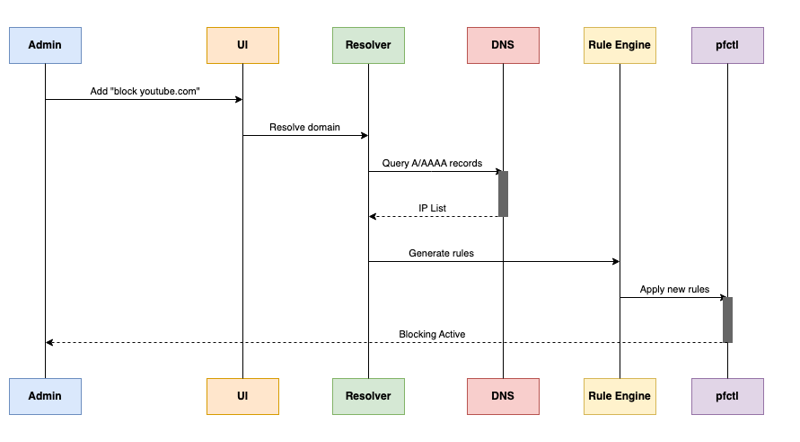 Admin
UI
Resolver
DNS
Rule Engine
pfctl
Add "block youtube.com"
Resolve domain
Query A/AAAA records
IP List
Generate rules
Apply new rules
Blocking Active
Admin
UI
Resolver
DNS
Rule Engine
pfctl